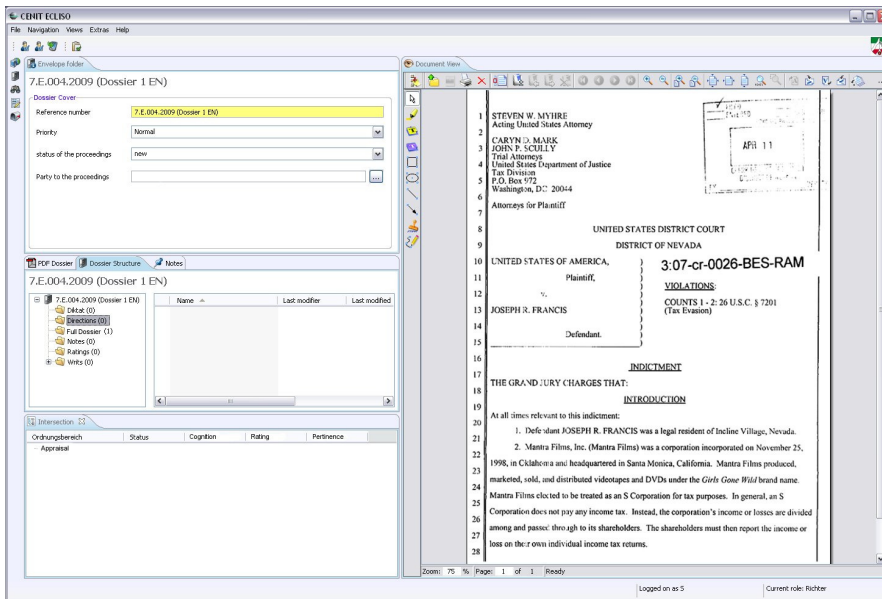 CENIT ECLISO
File Navigation Views Extras Help
Envelope folder
7.E.004.2009 (Dossier 1 EN)
Dossier Cover
Reference number 7.E.004.2009 (Dossier 1 EN)
Priority Normal
status of the proceedings new
Party to the proceedings ...
PDF Dossier Dossier Structure Notes
7.E.004.2009 (Dossier 1 EN)
7.E.004.2009 (Dossier 1 EN)
Diktat (0)
Directions (0)
Full Dossier (1)
Notes (0)
Ratings (0)
Writs (0)
Name Last modifier Last modified
Intersection
Ordnungsbereich Status Cognition Rating Pertinence
Appraisal
Document View
1 STEVEN W. MYHRE
Acting United States Attorney
2
CARYN D. MARK
3 JOHN P. SCULLY
Trial Attorneys
4 United States Department of Justice
Tax Division
5 P.O. Box 972
Washington, DC 20044
6
Attorneys for Plaintiff
7
APR 11
8 UNITED STATES DISTRICT COURT
9 DISTRICT OF NEVADA
10 UNITED STATES OF AMERICA, ) 3:07-cr-0026-BES-RAM
11 Plaintiff, VIOLATIONS:
12 v. COUNTS 1 - 2: 26 U.S.C. § 7201
13 JOSEPH R. FRANCIS (Tax Evasion)
14 Defendant.
15
16
17 INDICTMENT
THE GRAND JURY CHARGES THAT:
18
INTRODUCTION
19
At all times relevant to this indictment:
20
1. Defendant JOSEPH R. FRANCIS was a legal resident of Incline Village, Nevada.
21
2. Mantra Films, Inc. (Mantra Films) was a corporation incorporated on November 25,
22
1998, in Oklahoma and headquartered in Santa Monica, California. Mantra Films produced,
23
marketed, sold, and distributed videotapes and DVDs under the Girls Gone Wild brand name.
24
Mantra Films elected to be treated as an S Corporation for tax purposes. In general, an S
25
Corporation does not pay any income tax. Instead, the corporation's income or losses are divided
26
among and passed through to its shareholders. The shareholders must then report the income or
27
loss on their own individual income tax returns.
28
Zoom: 75 % Page: 1 of 1 Ready
Logged on as 5 Current role: Richter